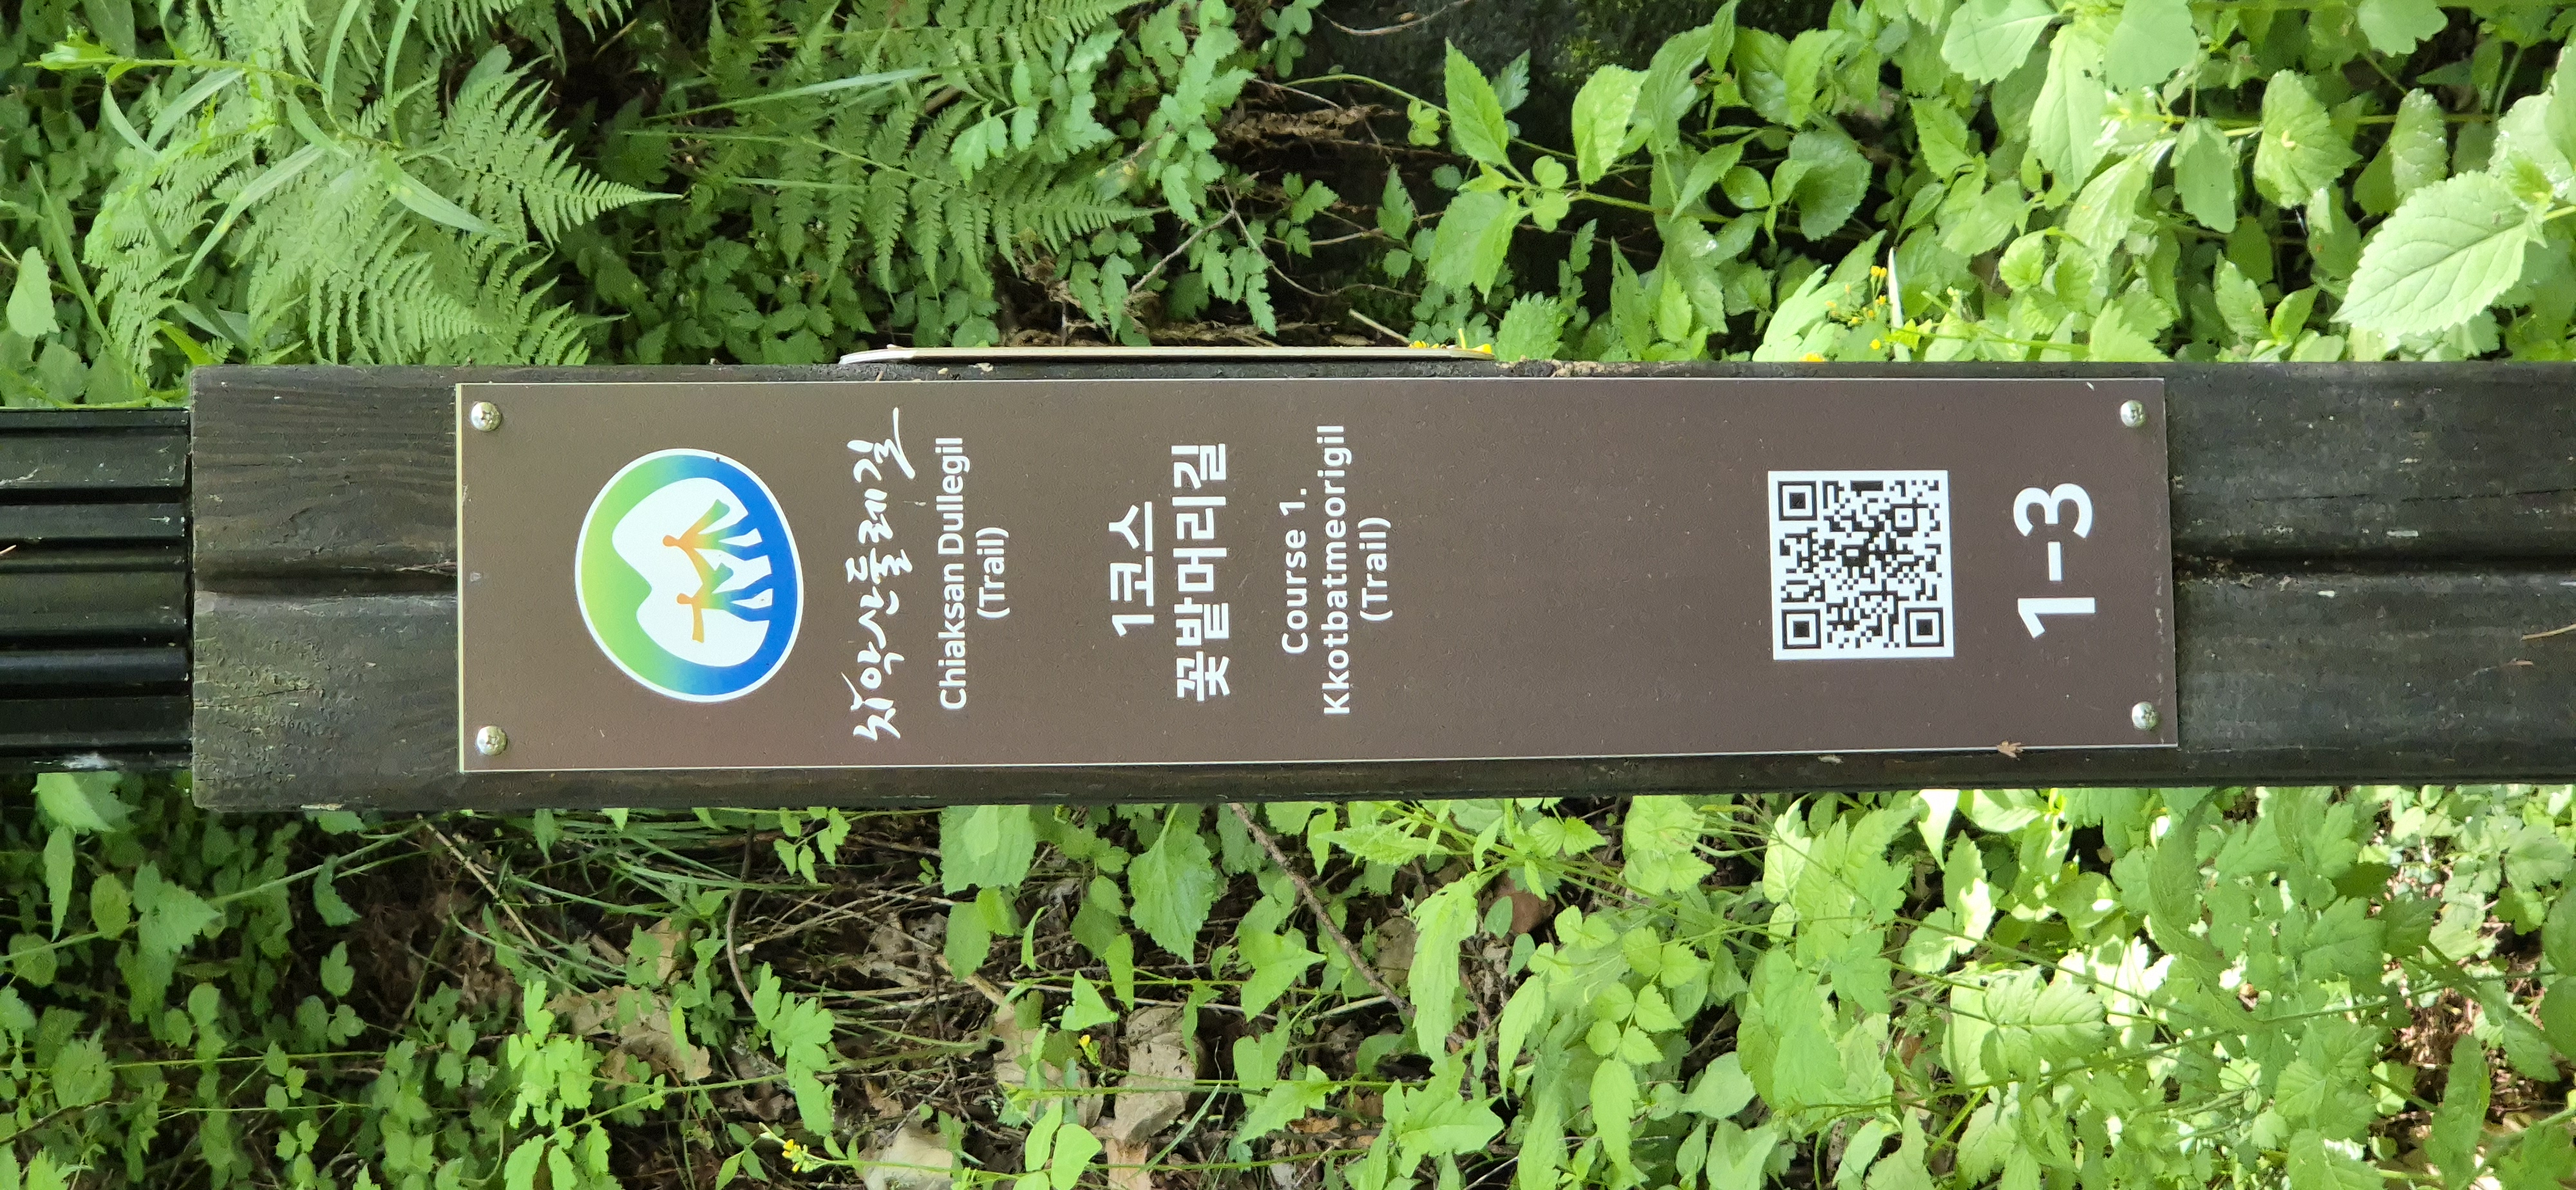 치악산둘레길
Chiaksan Dullegil
(Trail)
1코스
꽃밭머리길
Course 1.
Kkotbatmeorigil
(Trail)
1-3